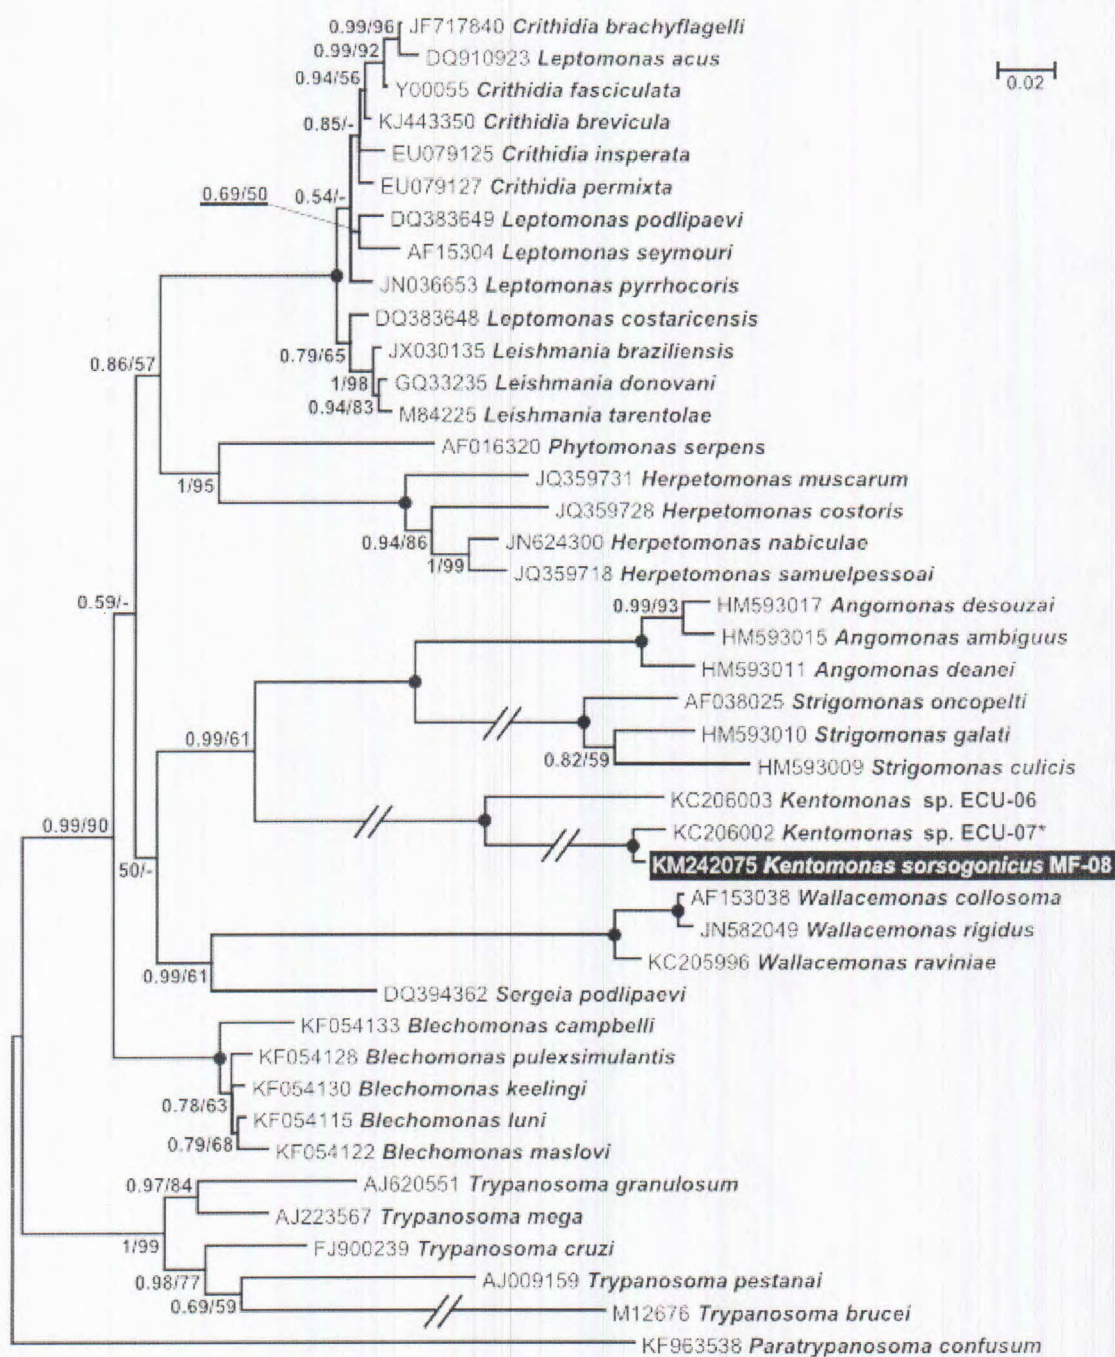 0.99/96
JF717840 Crithidia brachyflagelli
0.99/92
DQ910923 Leptomonas acus
0.94/56
0.02
Y00055 Crithidia fasciculata
0.85/-
KJ443350 Crithidia brevicula
EU079125 Crithidia insperata
0.69/50
0.54/-
EU079127 Crithidia permixta
DQ383649 Leptomonas podlipaevi
AF15304 Leptomonas seymouri
JN036653 Leptomonas pyrrhocoris
DQ383648 Leptomonas costaricensis
0.86/57
0.79/65
JX030135 Leishmania braziliensis
1/98
GQ33235 Leishmania donovani
0.94/83
M84225 Leishmania tarentolae
AF016320 Phytomonas serpens
1/95
JQ359731 Herpetomonas muscarum
JQ359728 Herpetomonas costoris
0.94/86
JN624300 Herpetomonas nabiculae
1/99
JQ359718 Herpetomonas samuelpessoai
0.59/-
0.99/93
HM593017 Angomonas desouzai
HM593015 Angomonas ambiguus
HM593011 Angomonas deanei
AF038025 Strigomonas oncopelti
0.99/61
HM593010 Strigomonas galati
0.82/59
HM593009 Strigomonas culicis
KC206003 Kentomonas sp. ECU-06
0.99/90
KC206002 Kentomonas sp. ECU-07*
50/-
KM242075 Kentomonas sorsogonicus MF-08
AF153038 Wallacemonas collosoma
JN582049 Wallacemonas rigidus
KC205996 Wallacemonas raviniae
0.99/61
DQ394362 Sergeia podlipaevi
KF054133 Blechomonas campbelli
KF054128 Blechomonas pulexsimulantis
KF054130 Blechomonas keelingi
0.78/63
KF054115 Blechomonas luni
0.79/68
KF054122 Blechomonas maslovi
0.97/84
AJ620551 Trypanosoma granulosum
AJ223567 Trypanosoma mega
1/99
FJ900239 Trypanosoma cruzi
0.98/77
AJ009159 Trypanosoma pestanai
0.69/59
M12676 Trypanosoma brucei
KF963538 Paratrypanosoma confusum